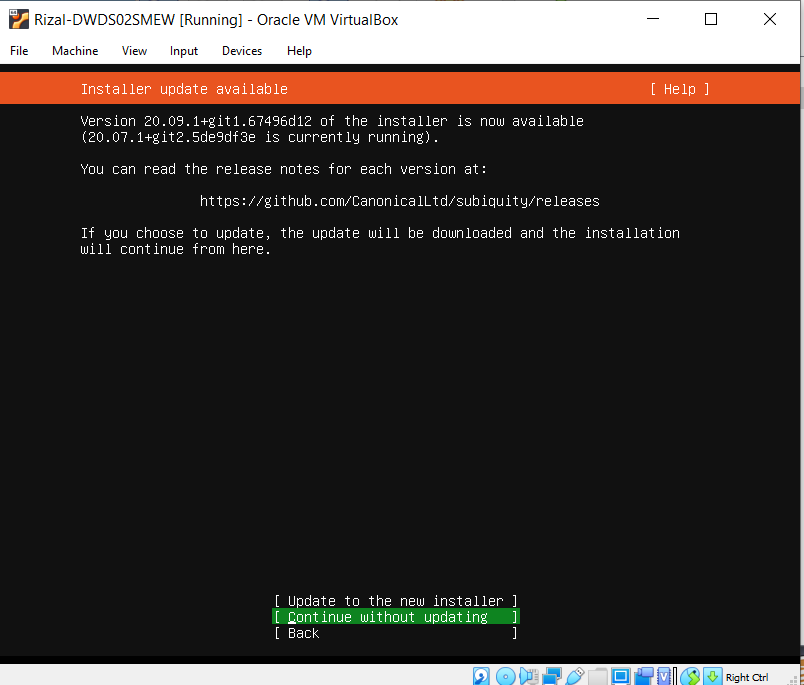 Rizal-DWDS02SMEW [Running] - Oracle VM VirtualBox
File Machine View Input Devices Help
Installer update available [ Help ]
Version 20.09.1+git1.67496d12 of the installer is now available
(20.07.1+git2.5de9df3e is currently running).
You can read the release notes for each version at:
https://github.com/CanonicalLtd/subiquity/releases
If you choose to update, the update will be downloaded and the installation
will continue from here.
[ Update to the new installer ]
[ Continue without updating ]
[ Back ]
Right Ctrl